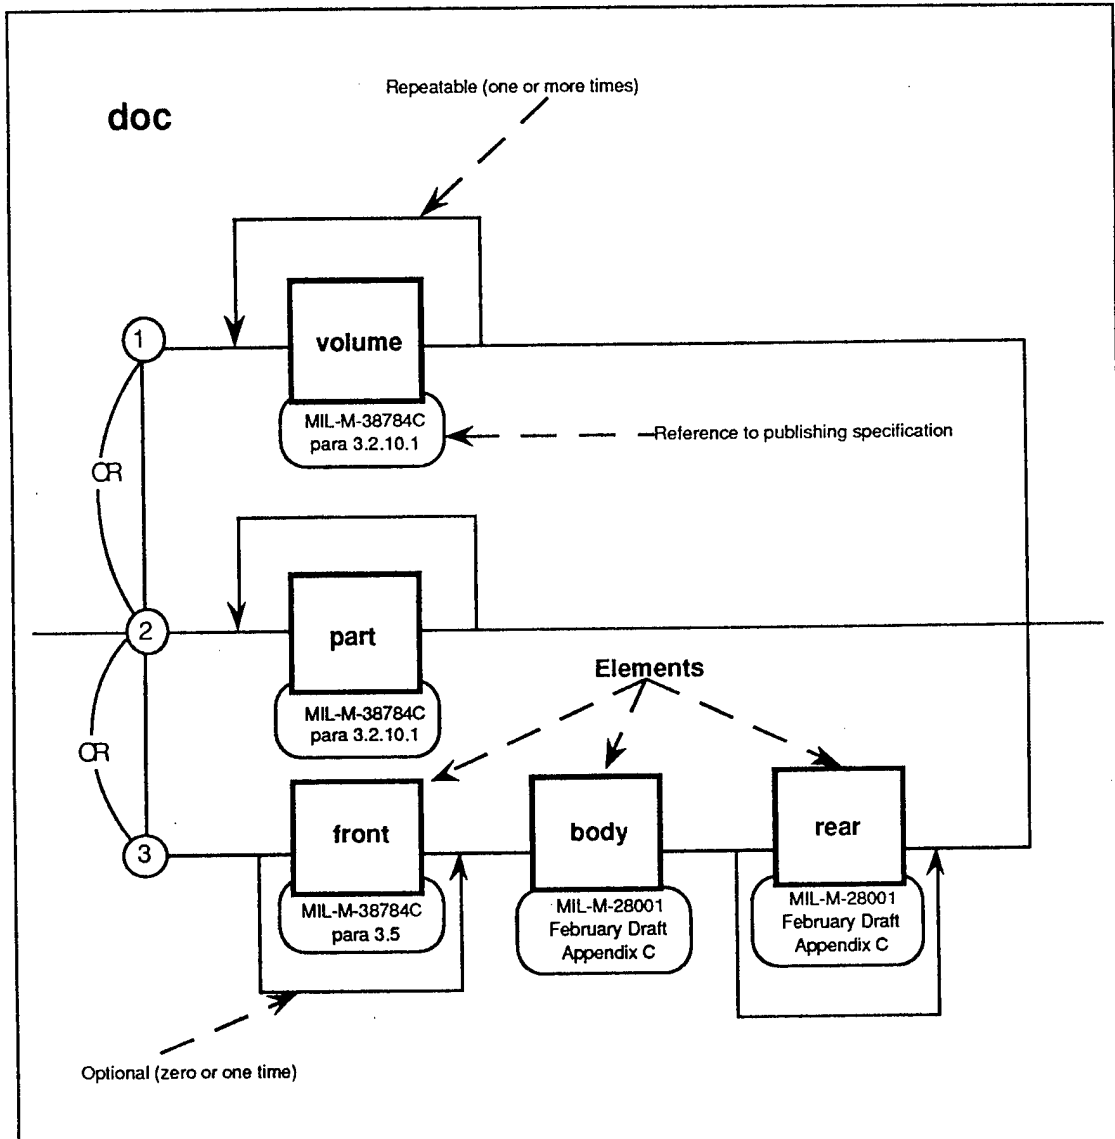 Repeatable (one or more times)
doc
1
volume
MIL-M-38784C
para 3.2.10.1
Reference to publishing specification
OR
2
part
MIL-M-38784C
para 3.2.10.1
Elements
OR
3
front
body
rear
MIL-M-38784C
para 3.5
MIL-M-28001
February Draft
Appendix C
MIL-M-28001
February Draft
Appendix C
Optional (zero or one time)